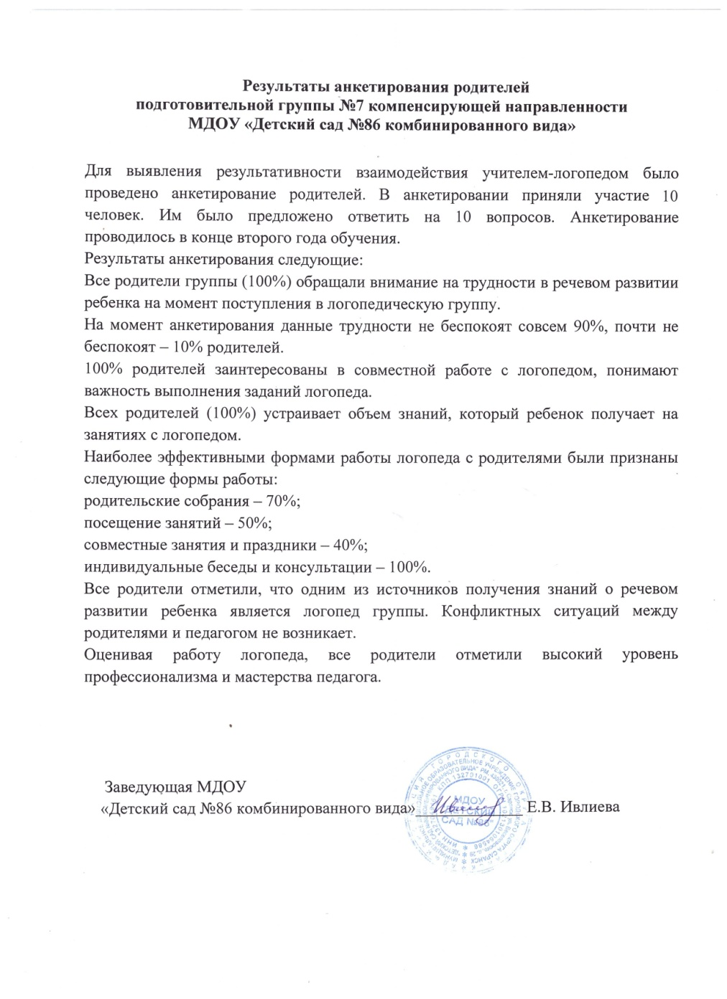 Результаты анкетирования родителей
подготовительной группы №7 компенсирующей направленности
МДОУ «Детский сад №86 комбинированного вида»
Для выявления результативности взаимодействия учителем-логопедом было
проведено анкетирование родителей. В анкетировании приняли участие 10
человек. Им было предложено ответить на 10 вопросов. Анкетирование
проводилось в конце второго года обучения.
Результаты анкетирования следующие:
Все родители группы (100%) обращали внимание на трудности в речевом развитии
ребенка на момент поступления в логопедическую группу.
На момент анкетирования данные трудности не беспокоят совсем 90%, почти не
беспокоят – 10% родителей.
100% родителей заинтересованы в совместной работе с логопедом, понимают
важность выполнения заданий логопеда.
Всех родителей (100%) устраивает объем знаний, который ребенок получает на
занятиях с логопедом.
Наиболее эффективными формами работы логопеда с родителями были признаны
следующие формы работы:
родительские собрания – 70%;
посещение занятий – 50%;
совместные занятия и праздники – 40%;
индивидуальные беседы и консультации – 100%.
Все родители отметили, что одним из источников получения знаний о речевом
развитии ребенка является логопед группы. Конфликтных ситуаций между
родителями и педагогом не возникает.
Оценивая работу логопеда, все родители отметили высокий уровень
профессионализма и мастерства педагога.
Заведующая МДОУ
«Детский сад №86 комбинированного вида»____________ Е.В. Ивлиева
МДОУ
"ДЕТСКИЙ
САД №86"